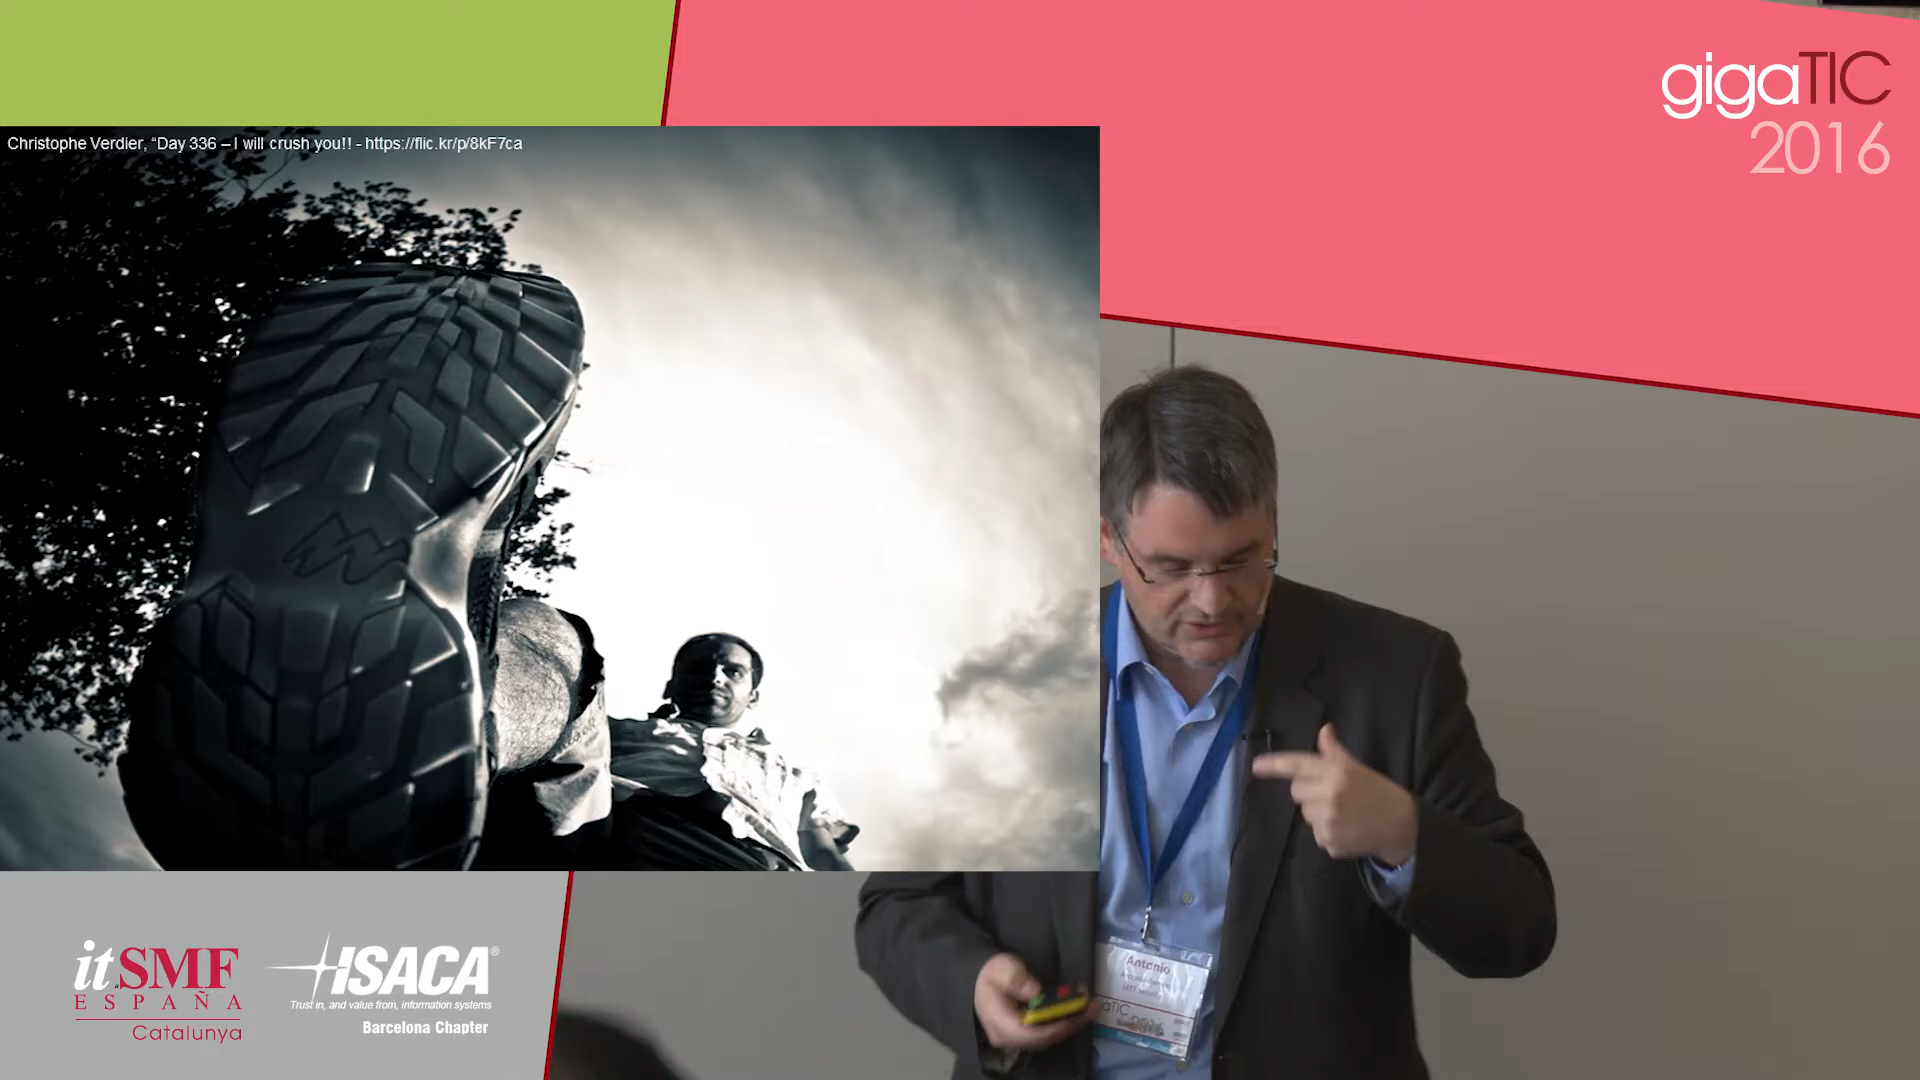 gigaTIC
2016
Christophe Verdier, “Day 336 – I will crush you!! - https://flic.kr/p/8kF7ca
itSMF
ESPAÑA
Catalunya
ISACA®
Trust in, and value from, information systems
Barcelona Chapter
Antonio